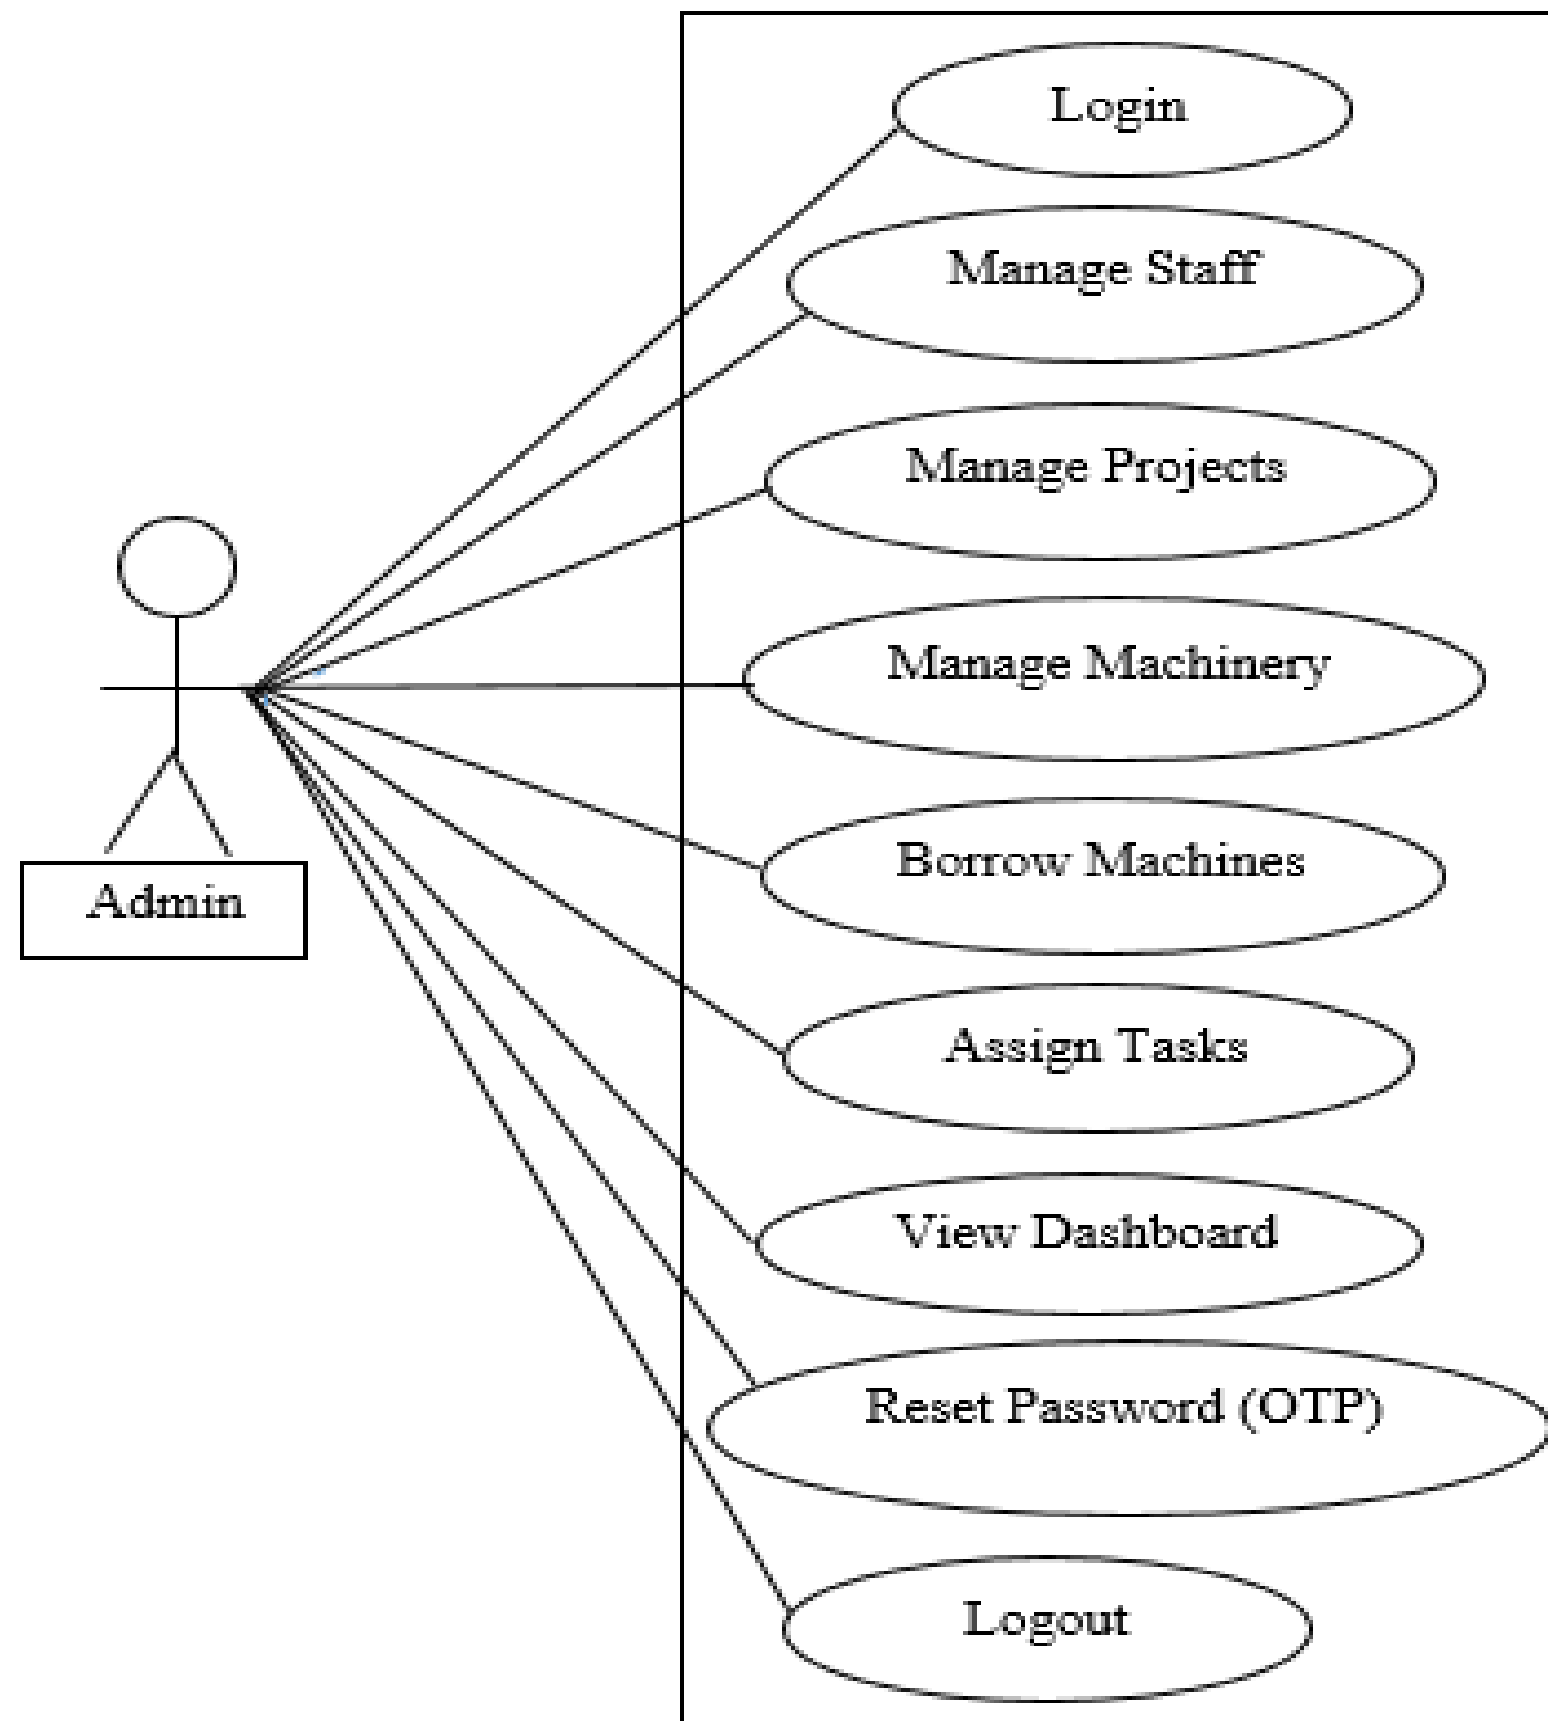 Login
Manage Staff
Manage Projects
Manage Machinery
Borrow Machines
Admin
Assign Tasks
View Dashboard
Reset Password (OTP)
Logout